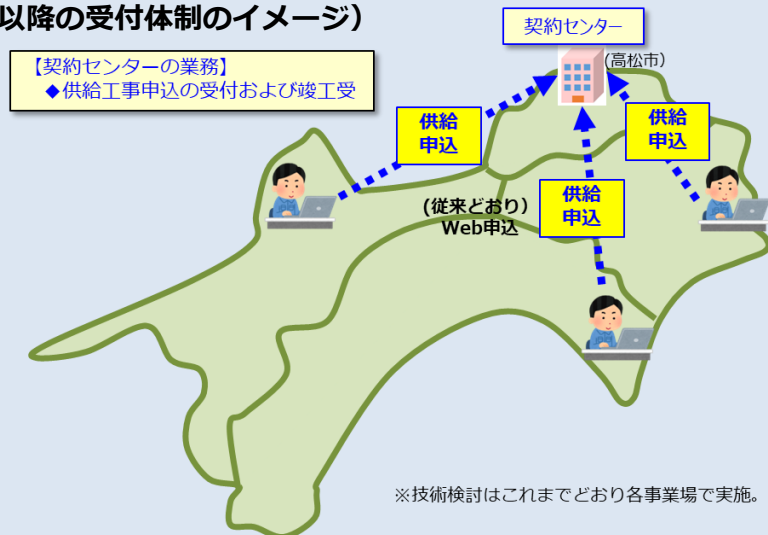 以降の受付体制のイメージ）
契約センター
（高松市）
【契約センターの業務】
◆供給工事申込の受付および竣工受
供給
申込
供給
申込
供給
申込
(従来どおり）
Web申込
※技術検討はこれまでどおり各事業場で実施。